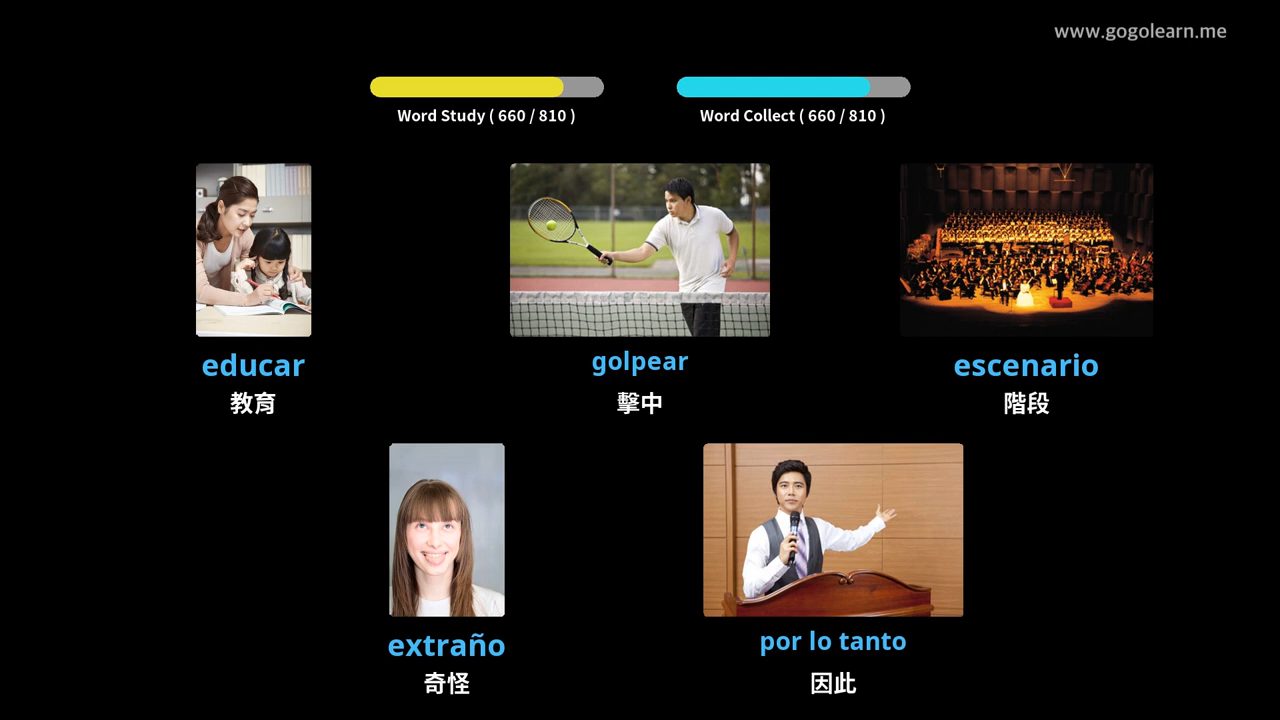 www.gogolearn.me
Word Study ( 660 / 810 )
Word Collect ( 660 / 810 )
educar
教育
golpear
擊中
escenario
階段
extraño
奇怪
por lo tanto
因此